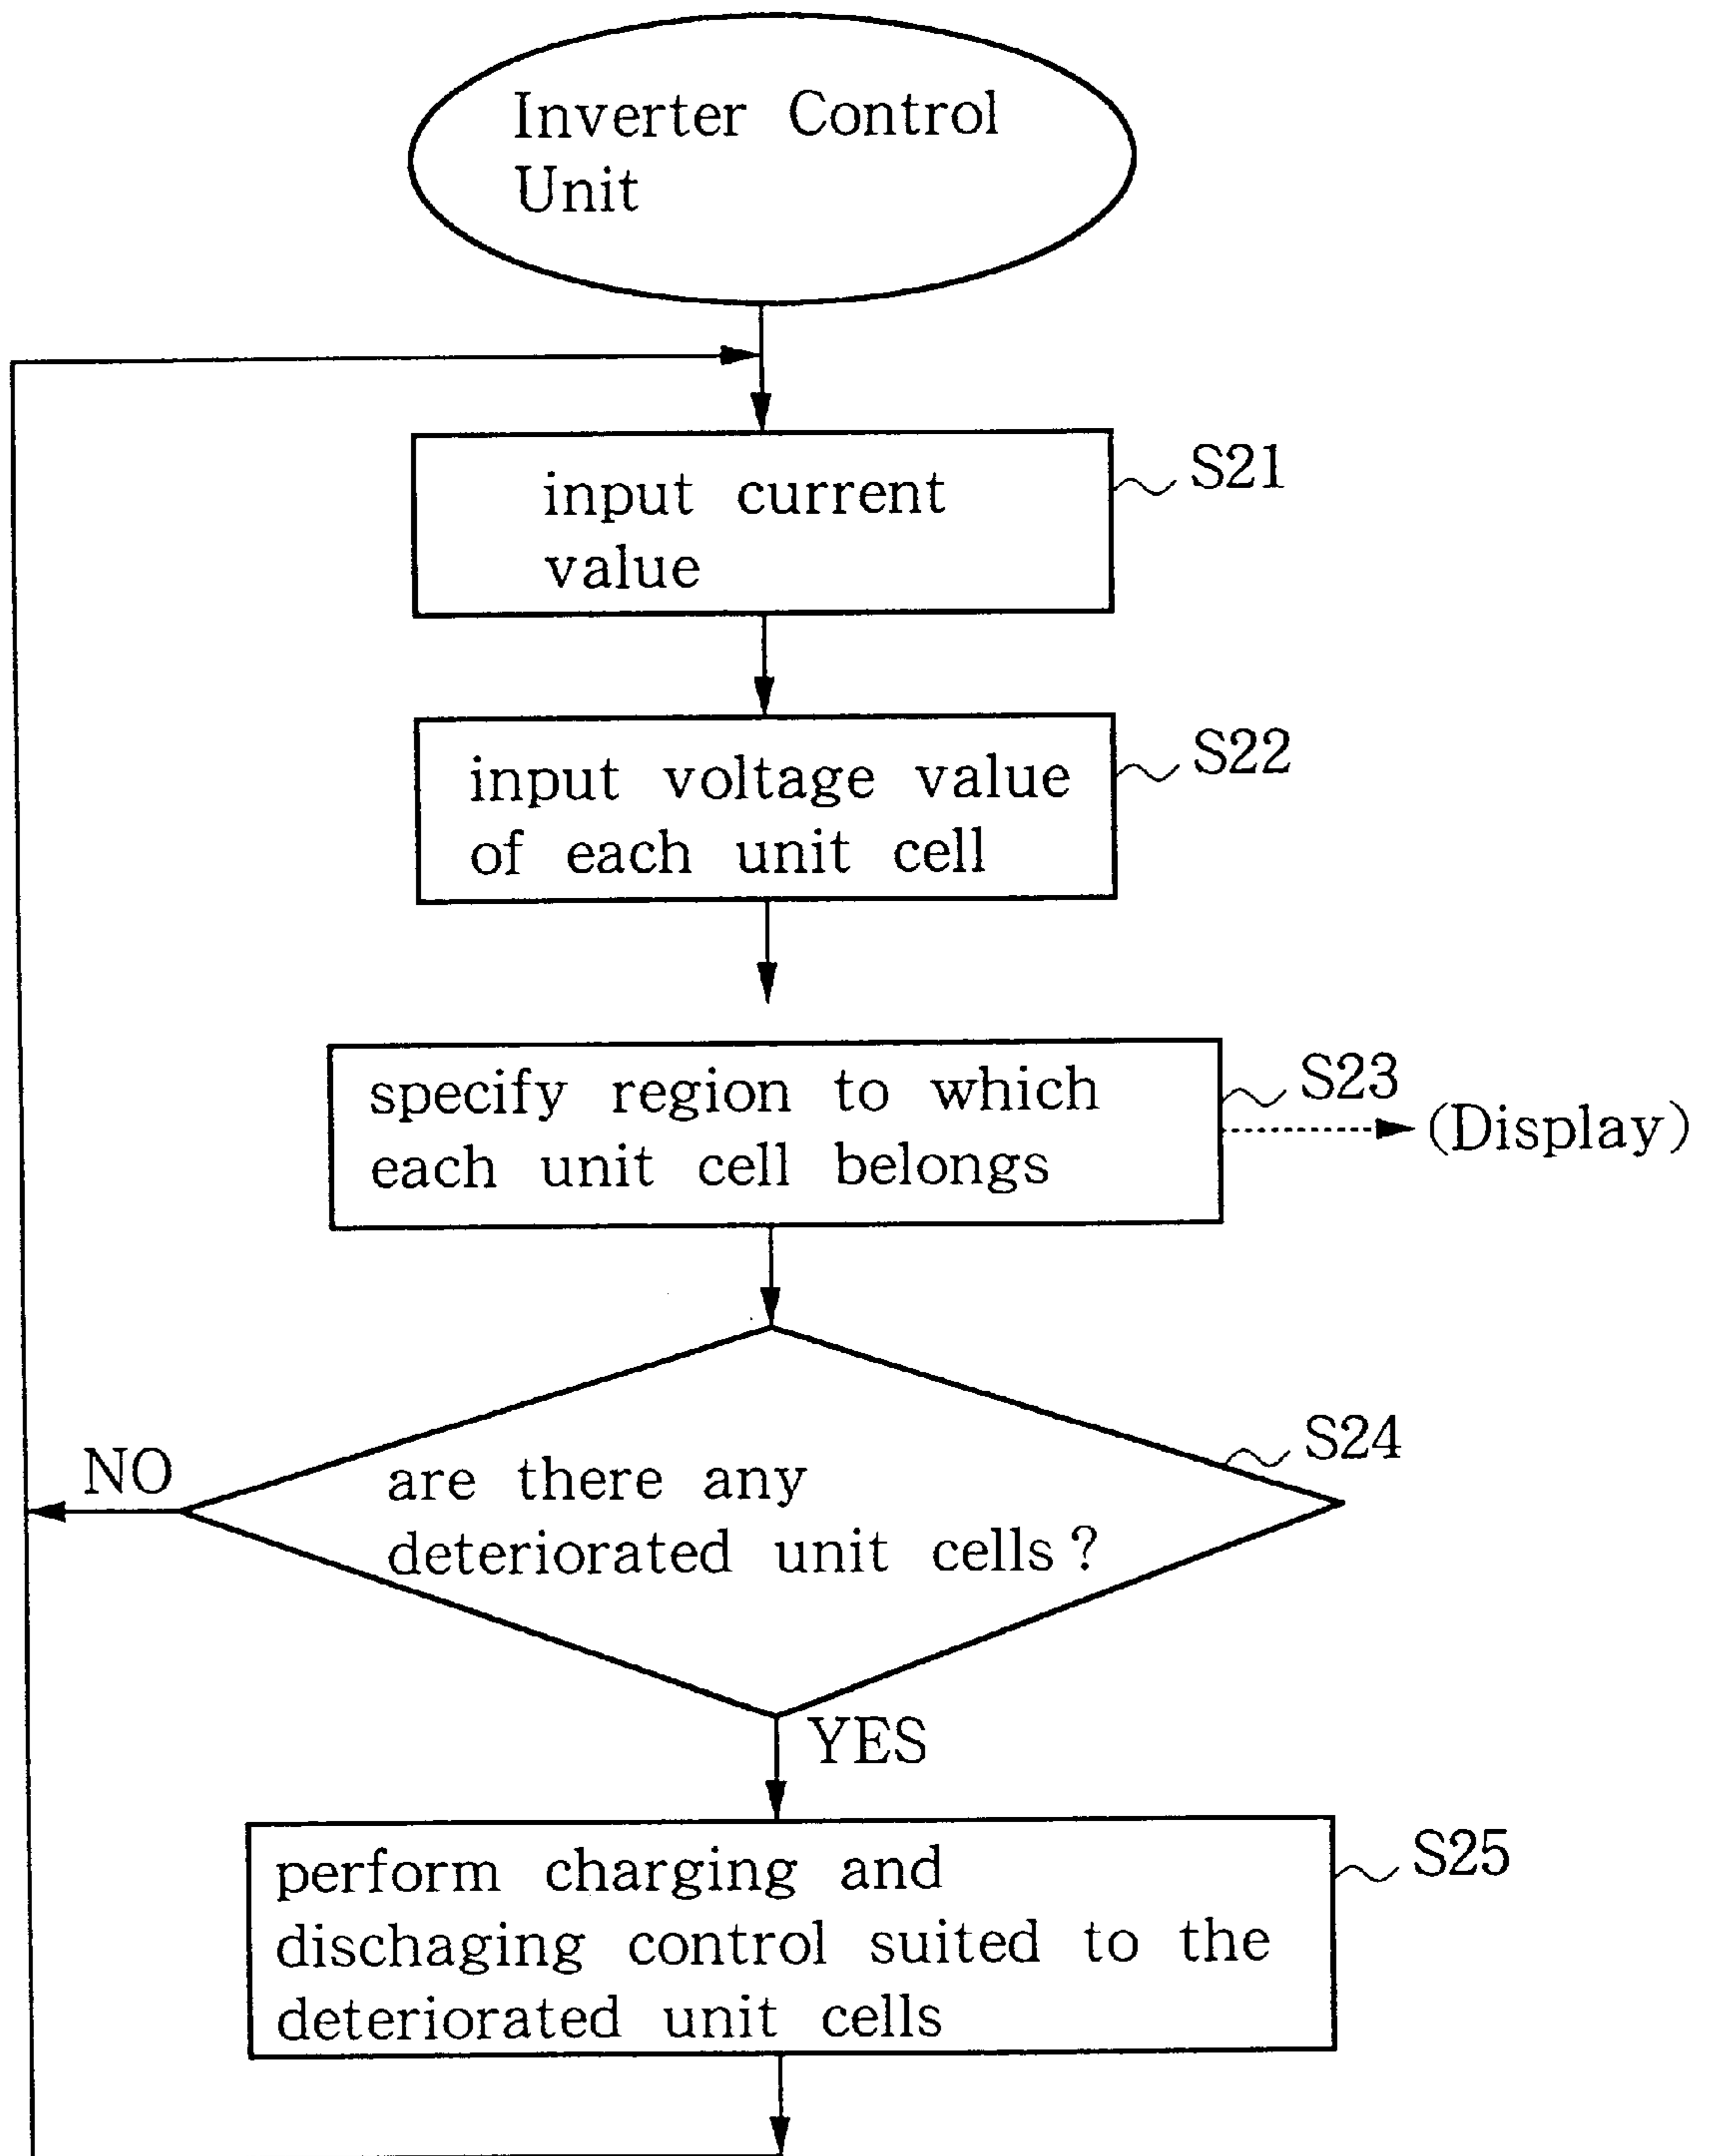 Inverter Control
Unit
S21
input current
value
S22
input voltage value
of each unit cell
S23
specify region to which
each unit cell belongs
(Display)
S24
NO
are there any
deteriorated unit cells ?
YES
S25
perform charging and
dischaging control suited to the
deteriorated unit cells